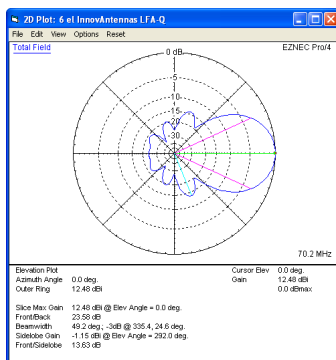 2D Plot: 6 el InnovAntennas LFA-Q
File Edit View Options Reset
Total Field
EZNEC Pro/4
0 dB
-5
-10
-15
-20
-30
70.2 MHz
Elevation Plot
Azimuth Angle 0.0 deg.
Outer Ring 12.48 dBi
Cursor Elev 0.0 deg.
Gain 12.48 dBi
0.0 dBmax
Slice Max Gain 12.48 dBi @ Elev Angle = 0.0 deg.
Front/Back 23.58 dB
Beamwidth 49.2 deg.; -3dB @ 335.4, 24.6 deg.
Sidelobe Gain -1.15 dBi @ Elev Angle = 292.0 deg.
Front/Sidelobe 13.63 dB